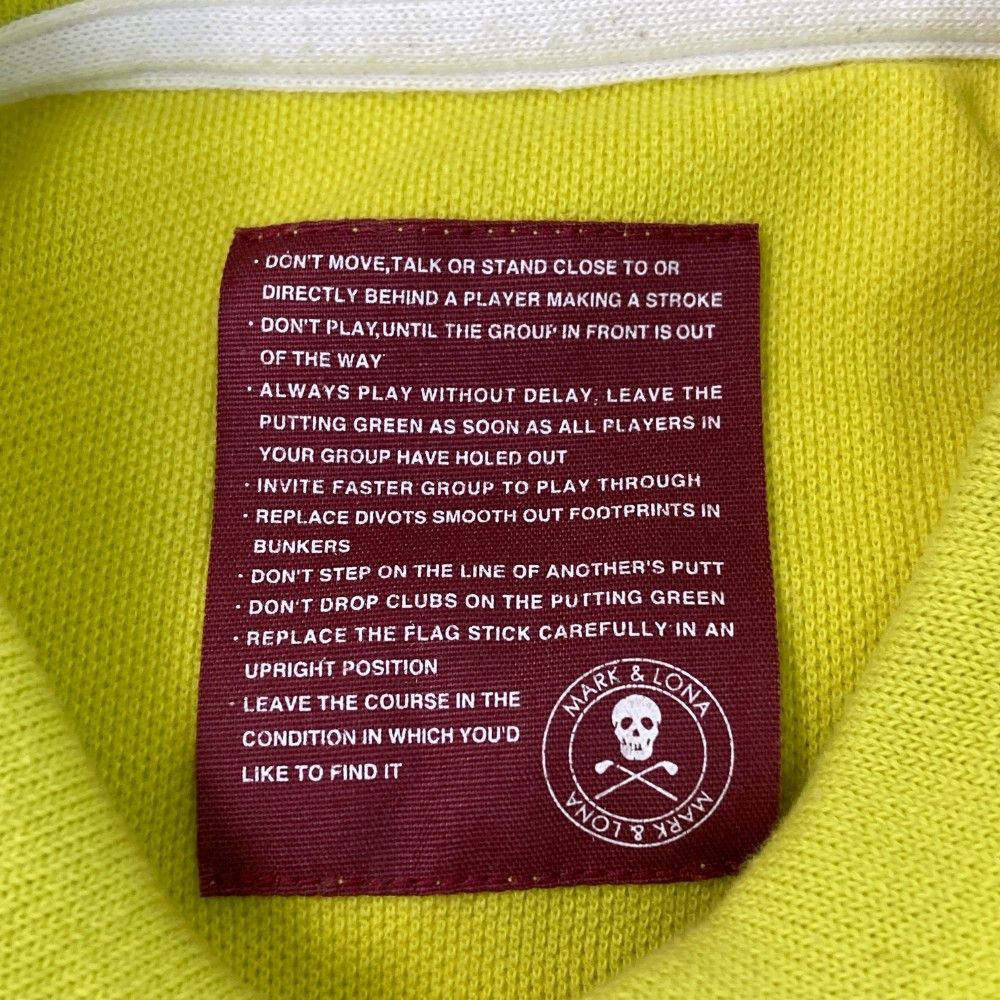 · DON'T MOVE,TALK OR STAND CLOSE TO OR
DIRECTLY BEHIND A PLAYER MAKING A STROKE
· DON'T PLAY,UNTIL THE GROUP IN FRONT IS OUT
OF THE WAY
· ALWAYS PLAY WITHOUT DELAY, LEAVE THE
PUTTING GREEN AS SOON AS ALL PLAYERS IN
YOUR GROUP HAVE HOLED OUT
· INVITE FASTER GROUP TO PLAY THROUGH
· REPLACE DIVOTS SMOOTH OUT FOOTPRINTS IN
BUNKERS
· DON'T STEP ON THE LINE OF ANOTHER'S PUTT
· DON'T DROP CLUBS ON THE PUTTING GREEN
· REPLACE THE FLAG STICK CAREFULLY IN AN
UPRIGHT POSITION
· LEAVE THE COURSE IN THE
CONDITION IN WHICH YOU'D
LIKE TO FIND IT
MARK & LONA
MARK & LONA